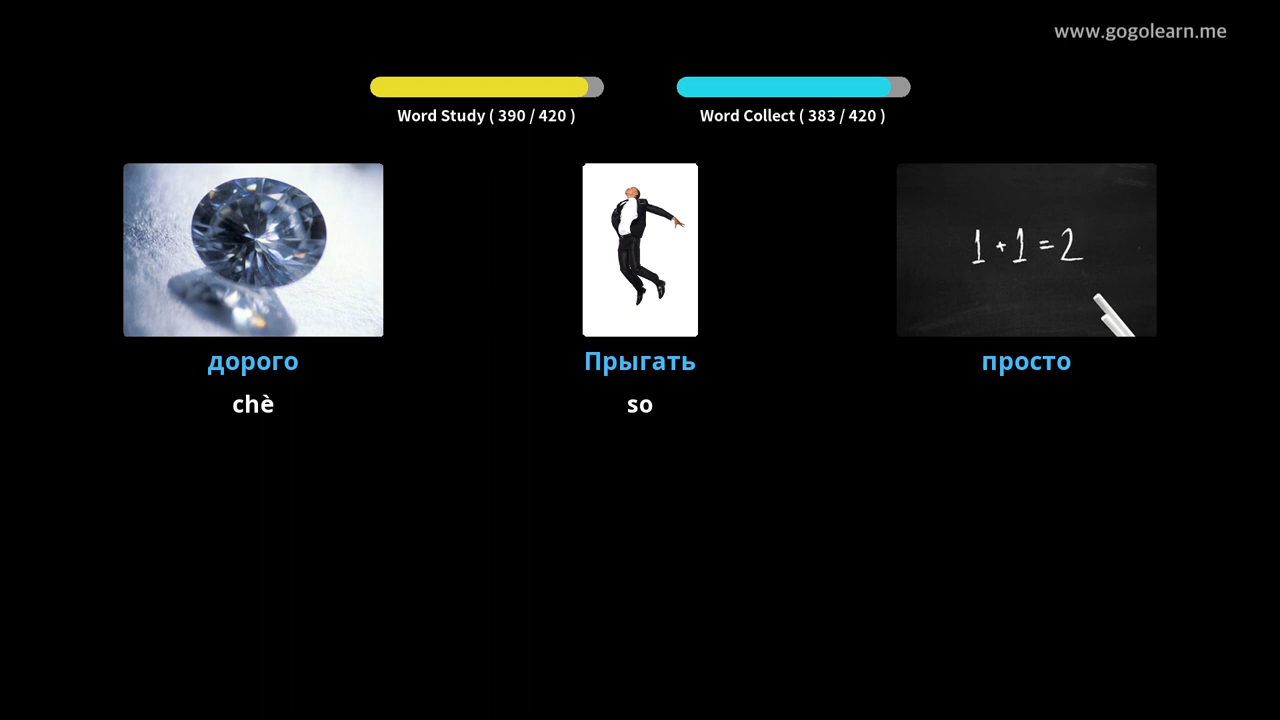 www.gogolearn.me
Word Study ( 390 / 420 )
Word Collect ( 383 / 420 )
1 + 1 = 2
дорого
Прыгать
просто
chè
so